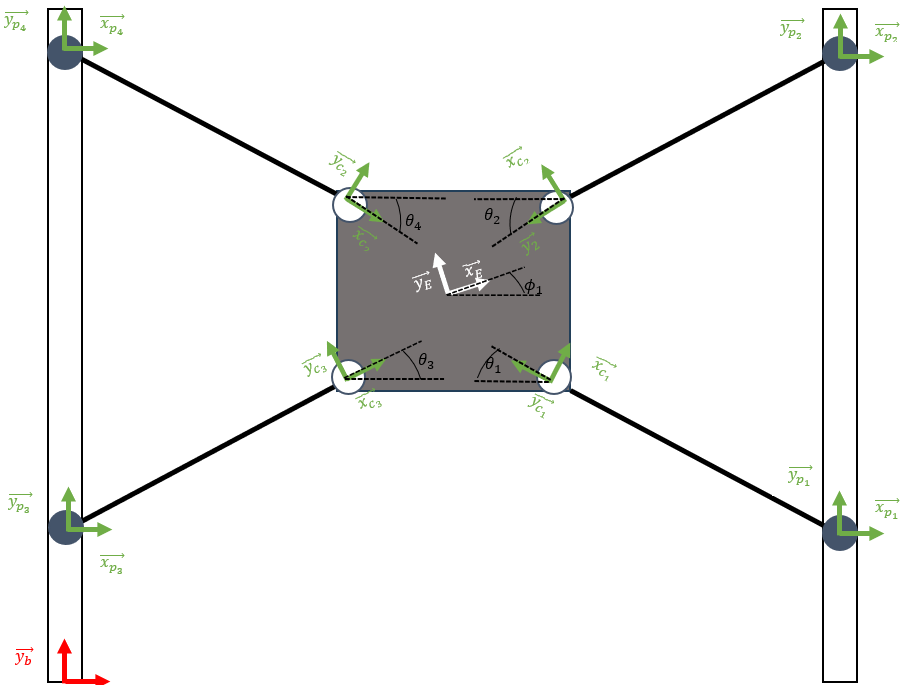 y_{p_4} x_{p_4} y_{p_2} x_{p_2}
y_{c_2} x_{c_2}
θ_4 θ_2
x_{c_2} y_2
y_E x_E ϕ_1
y_{c_3} θ_3 θ_1 x_{c_1}
x_{c_3} y_{c_1}
y_{p_3} y_{p_1} x_{p_1}
x_{p_3}
y_b